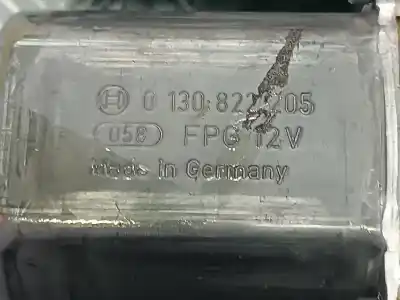 0 130 822 205
058 FPG 12V
Made in Germany